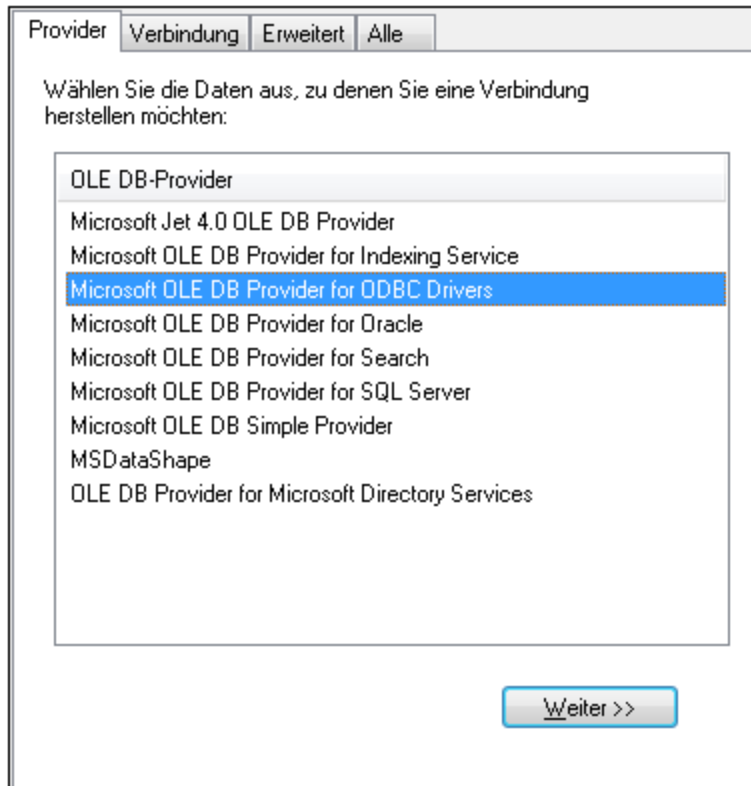 Provider Verbindung Erweitert Alle
Wählen Sie die Daten aus, zu denen Sie eine Verbindung
herstellen möchten:
OLE DB-Provider
Microsoft Jet 4.0 OLE DB Provider
Microsoft OLE DB Provider for Indexing Service
Microsoft OLE DB Provider for ODBC Drivers
Microsoft OLE DB Provider for Oracle
Microsoft OLE DB Provider for Search
Microsoft OLE DB Provider for SQL Server
Microsoft OLE DB Simple Provider
MSDataShape
OLE DB Provider for Microsoft Directory Services
Weiter >>